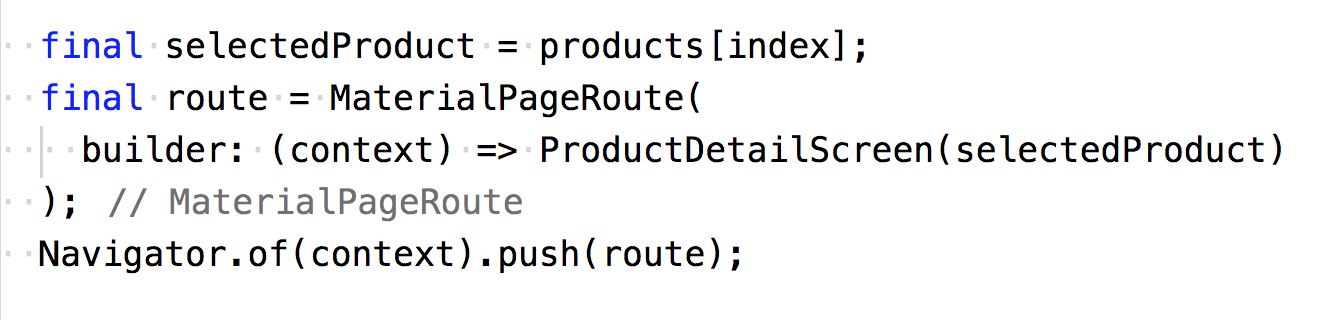 final selectedProduct = products[index];
final route = MaterialPageRoute(
builder: (context) => ProductDetailScreen(selectedProduct)
); // MaterialPageRoute
Navigator.of(context).push(route);